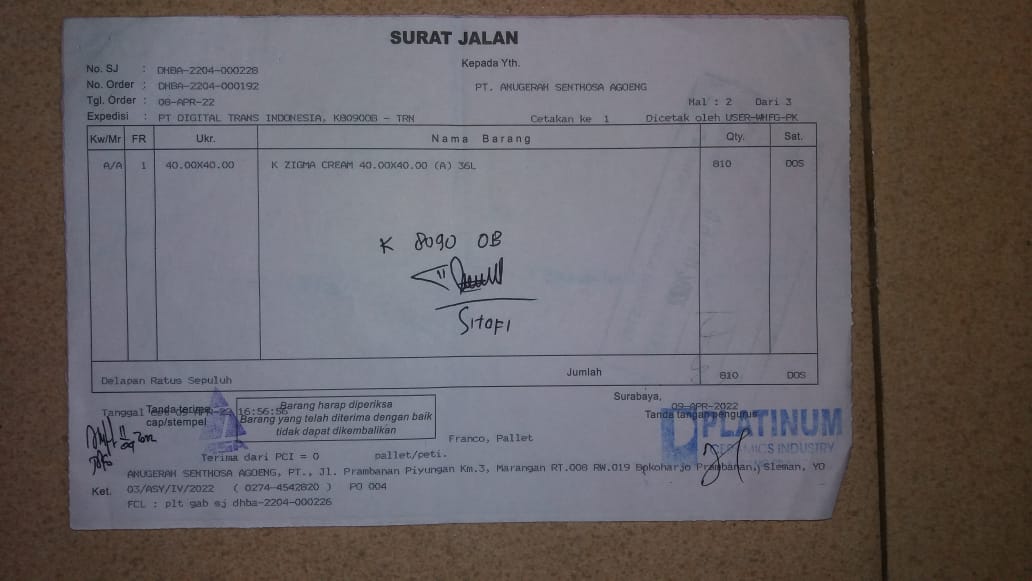 SURAT JALAN
Kepada Yth.
No. SJ : DHBA-2204-000228
No. Order : DHBA-2204-000192
PT. ANUGERAH SENTHOSA AGOENG
Tgl. Order : 08-APR-22
Hal : 2 Dari 3
Expedisi : PT DIGITAL TRANS INDONESIA, K8090OB - TRN Cetakan ke 1 Dicetak oleh USER-WHFG-PK
Kw/Mr FR Ukr. Nama Barang Qty. Sat.
A/A 1 40.00X40.00 K ZIGMA CREAM 40.00X40.00 (A) 36L 810 DOS
K 8090 OB
SITOFI
Delapan Ratus Sepuluh Jumlah 810 DOS
Surabaya,
09-APR-2022
Tanggal 09-APR-22 16:56:56
Tanda terima
cap/stempel
Barang harap diperiksa
Barang yang telah diterima dengan baik
tidak dapat dikembalikan
Tanda tangan pengurus
PLATINUM
CERAMICS INDUSTRY
Franco, Pallet
Terima dari PCI = 0 pallet/peti.
ANUGERAH SENTHOSA AGOENG, PT., Jl. Prambanan Piyungan Km.3, Marangan RT.008 RW.019 Bokoharjo Prambanan, Sleman, YO
Ket. 03/ASY/IV/2022 ( 0274-4542820 ) PO 004
FCL : plt gab sj dhba-2204-000226